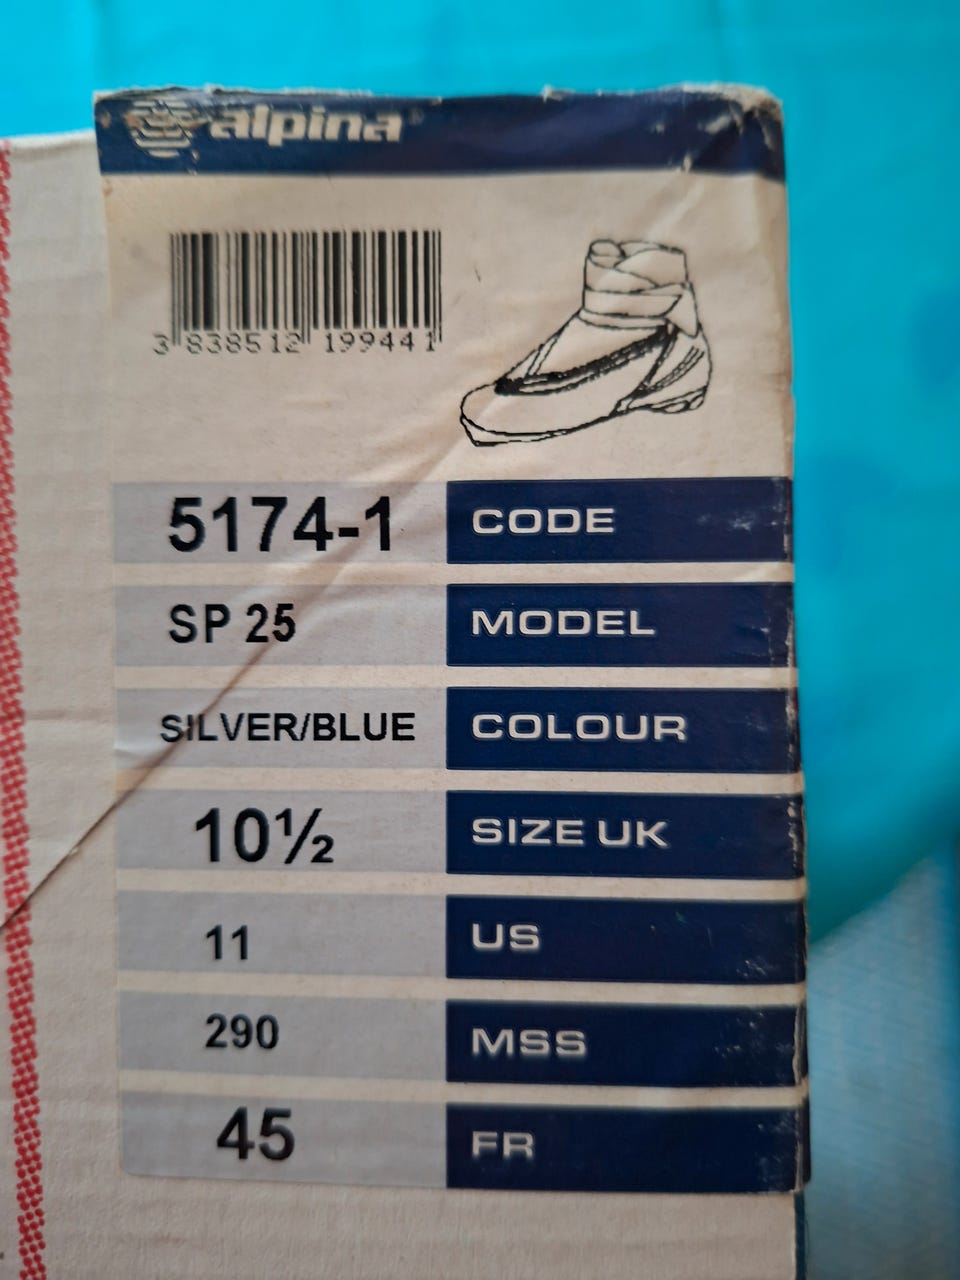 alpina
3 838512 199441
5174-1 CODE
SP 25 MODEL
SILVER/BLUE COLOUR
10½ SIZE UK
11 US
290 MSS
45 FR